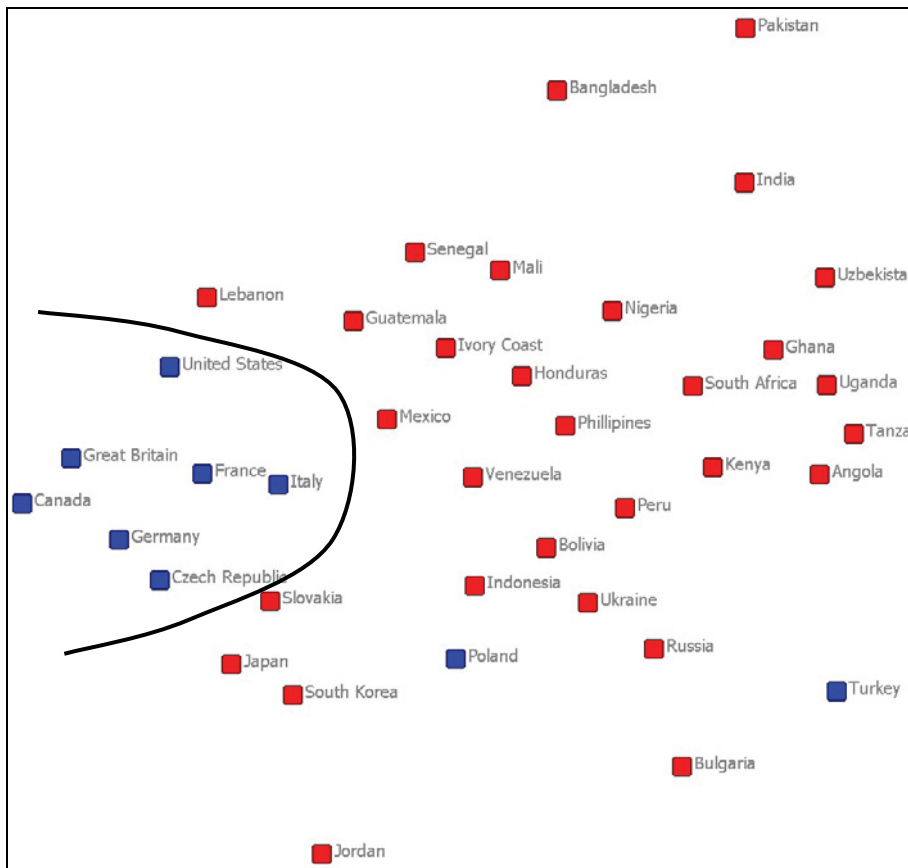 Pakistan
Bangladesh
India
Senegal
Mali
Uzbekista
Lebanon
Nigeria
Guatemala
Ivory Coast
Ghana
United States
Honduras
South Africa
Uganda
Mexico
Phillipines
Tanza
Great Britain
France
Italy
Venezuela
Kenya
Angola
Canada
Peru
Germany
Bolivia
Czech Republic
Indonesia
Slovakia
Ukraine
Japan
Poland
Russia
South Korea
Turkey
Bulgaria
Jordan